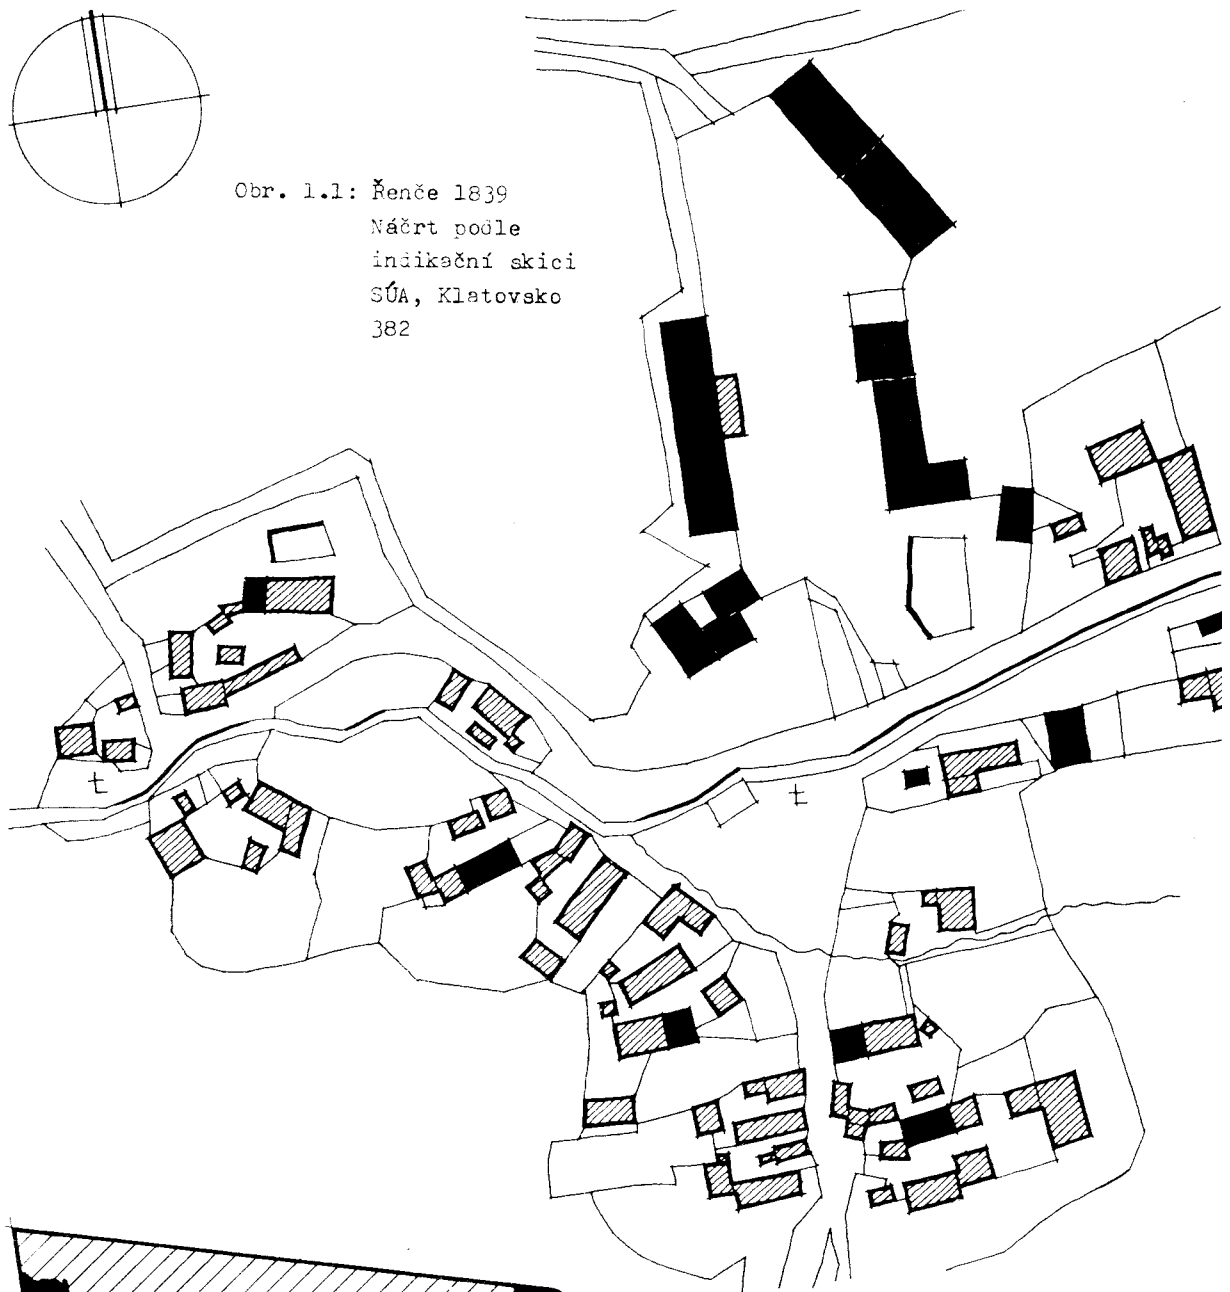 Obr. 1.1: Řenče 1839
Náčrt podle
indikační skici
SÚA, Klatovsko
382